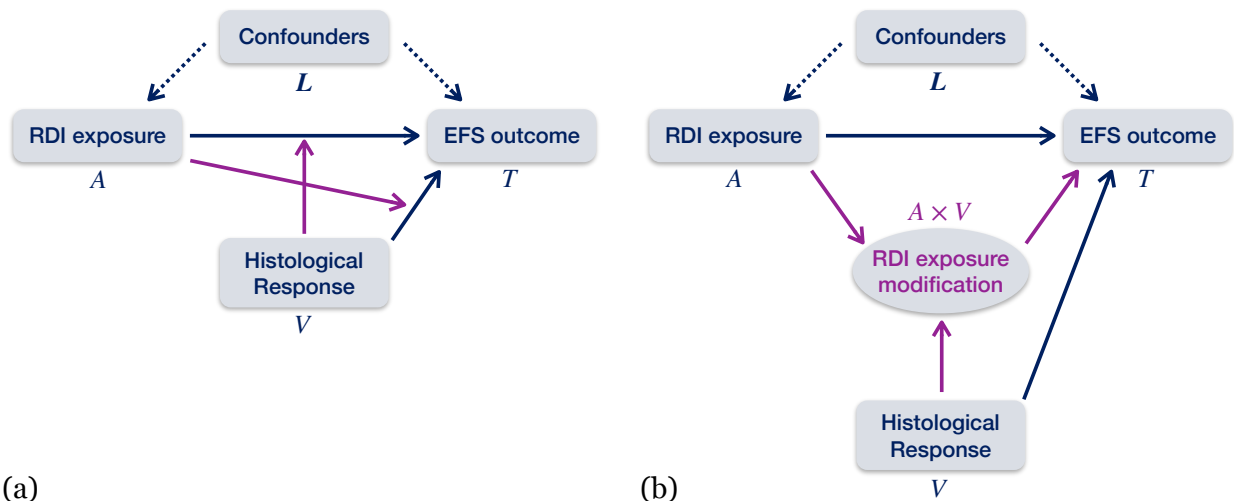 Confounders
L
RDI exposure
A
EFS outcome
T
Histological
Response
V
(a)
Confounders
L
RDI exposure
A
EFS outcome
T
A × V
RDI exposure
modification
Histological
Response
V
(b)